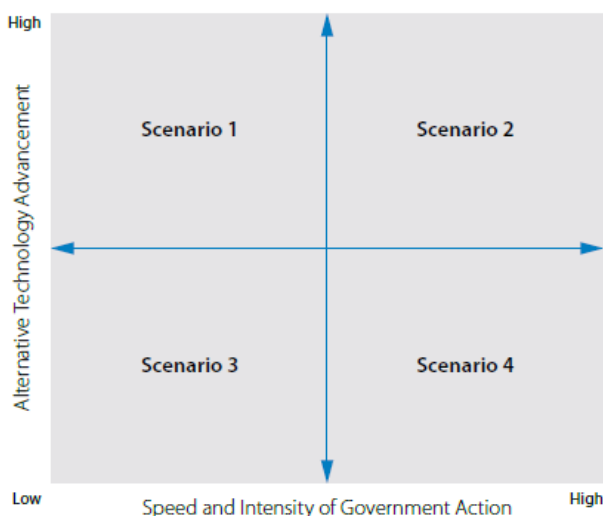 High
Alternative Technology Advancement
Scenario 1
Scenario 2
Scenario 3
Scenario 4
Low
Speed and Intensity of Government Action
High